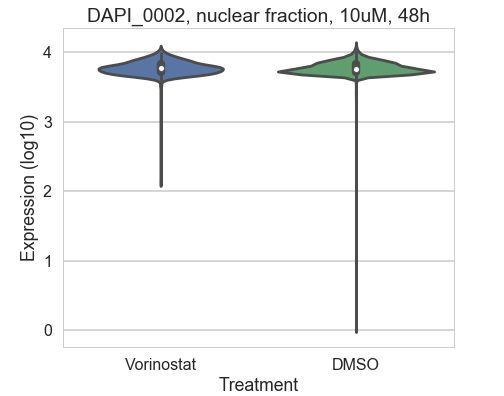 DAPI_0002, nuclear fraction, 10uM, 48h
Expression (log10)
4
3
2
1
0
Vorinostat
DMSO
Treatment